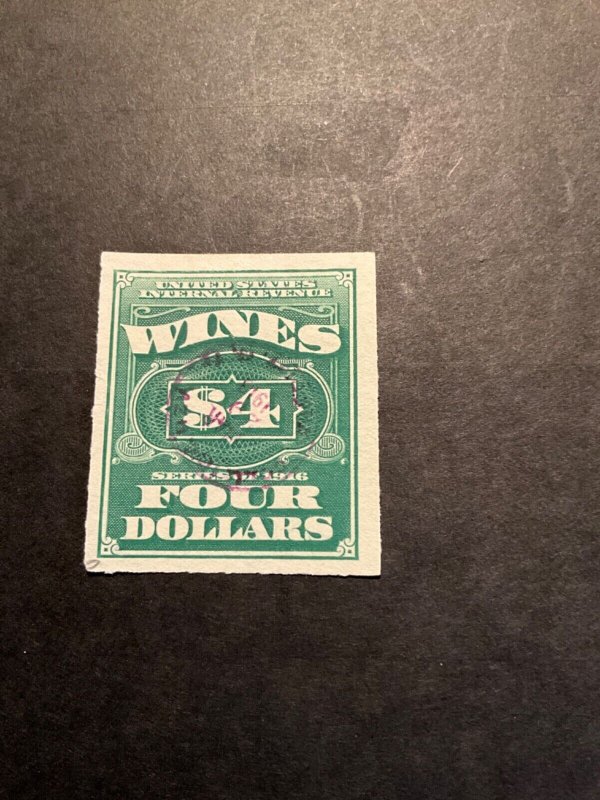 UNITED STATES
INTERNAL REVENUE
WINES
$4
SERIES OF 1916
FOUR
DOLLARS